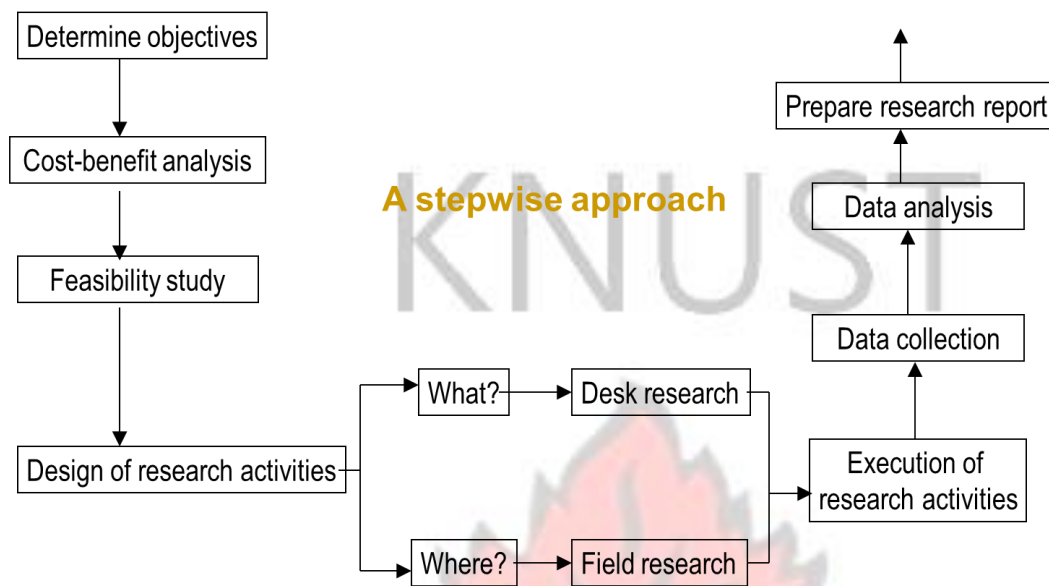 Determine objectives
Cost-benefit analysis
Feasibility study
Design of research activities
A stepwise approach
KNUST
What?
Desk research
Where?
Field research
Execution of
research activities
Data collection
Data analysis
Prepare research report